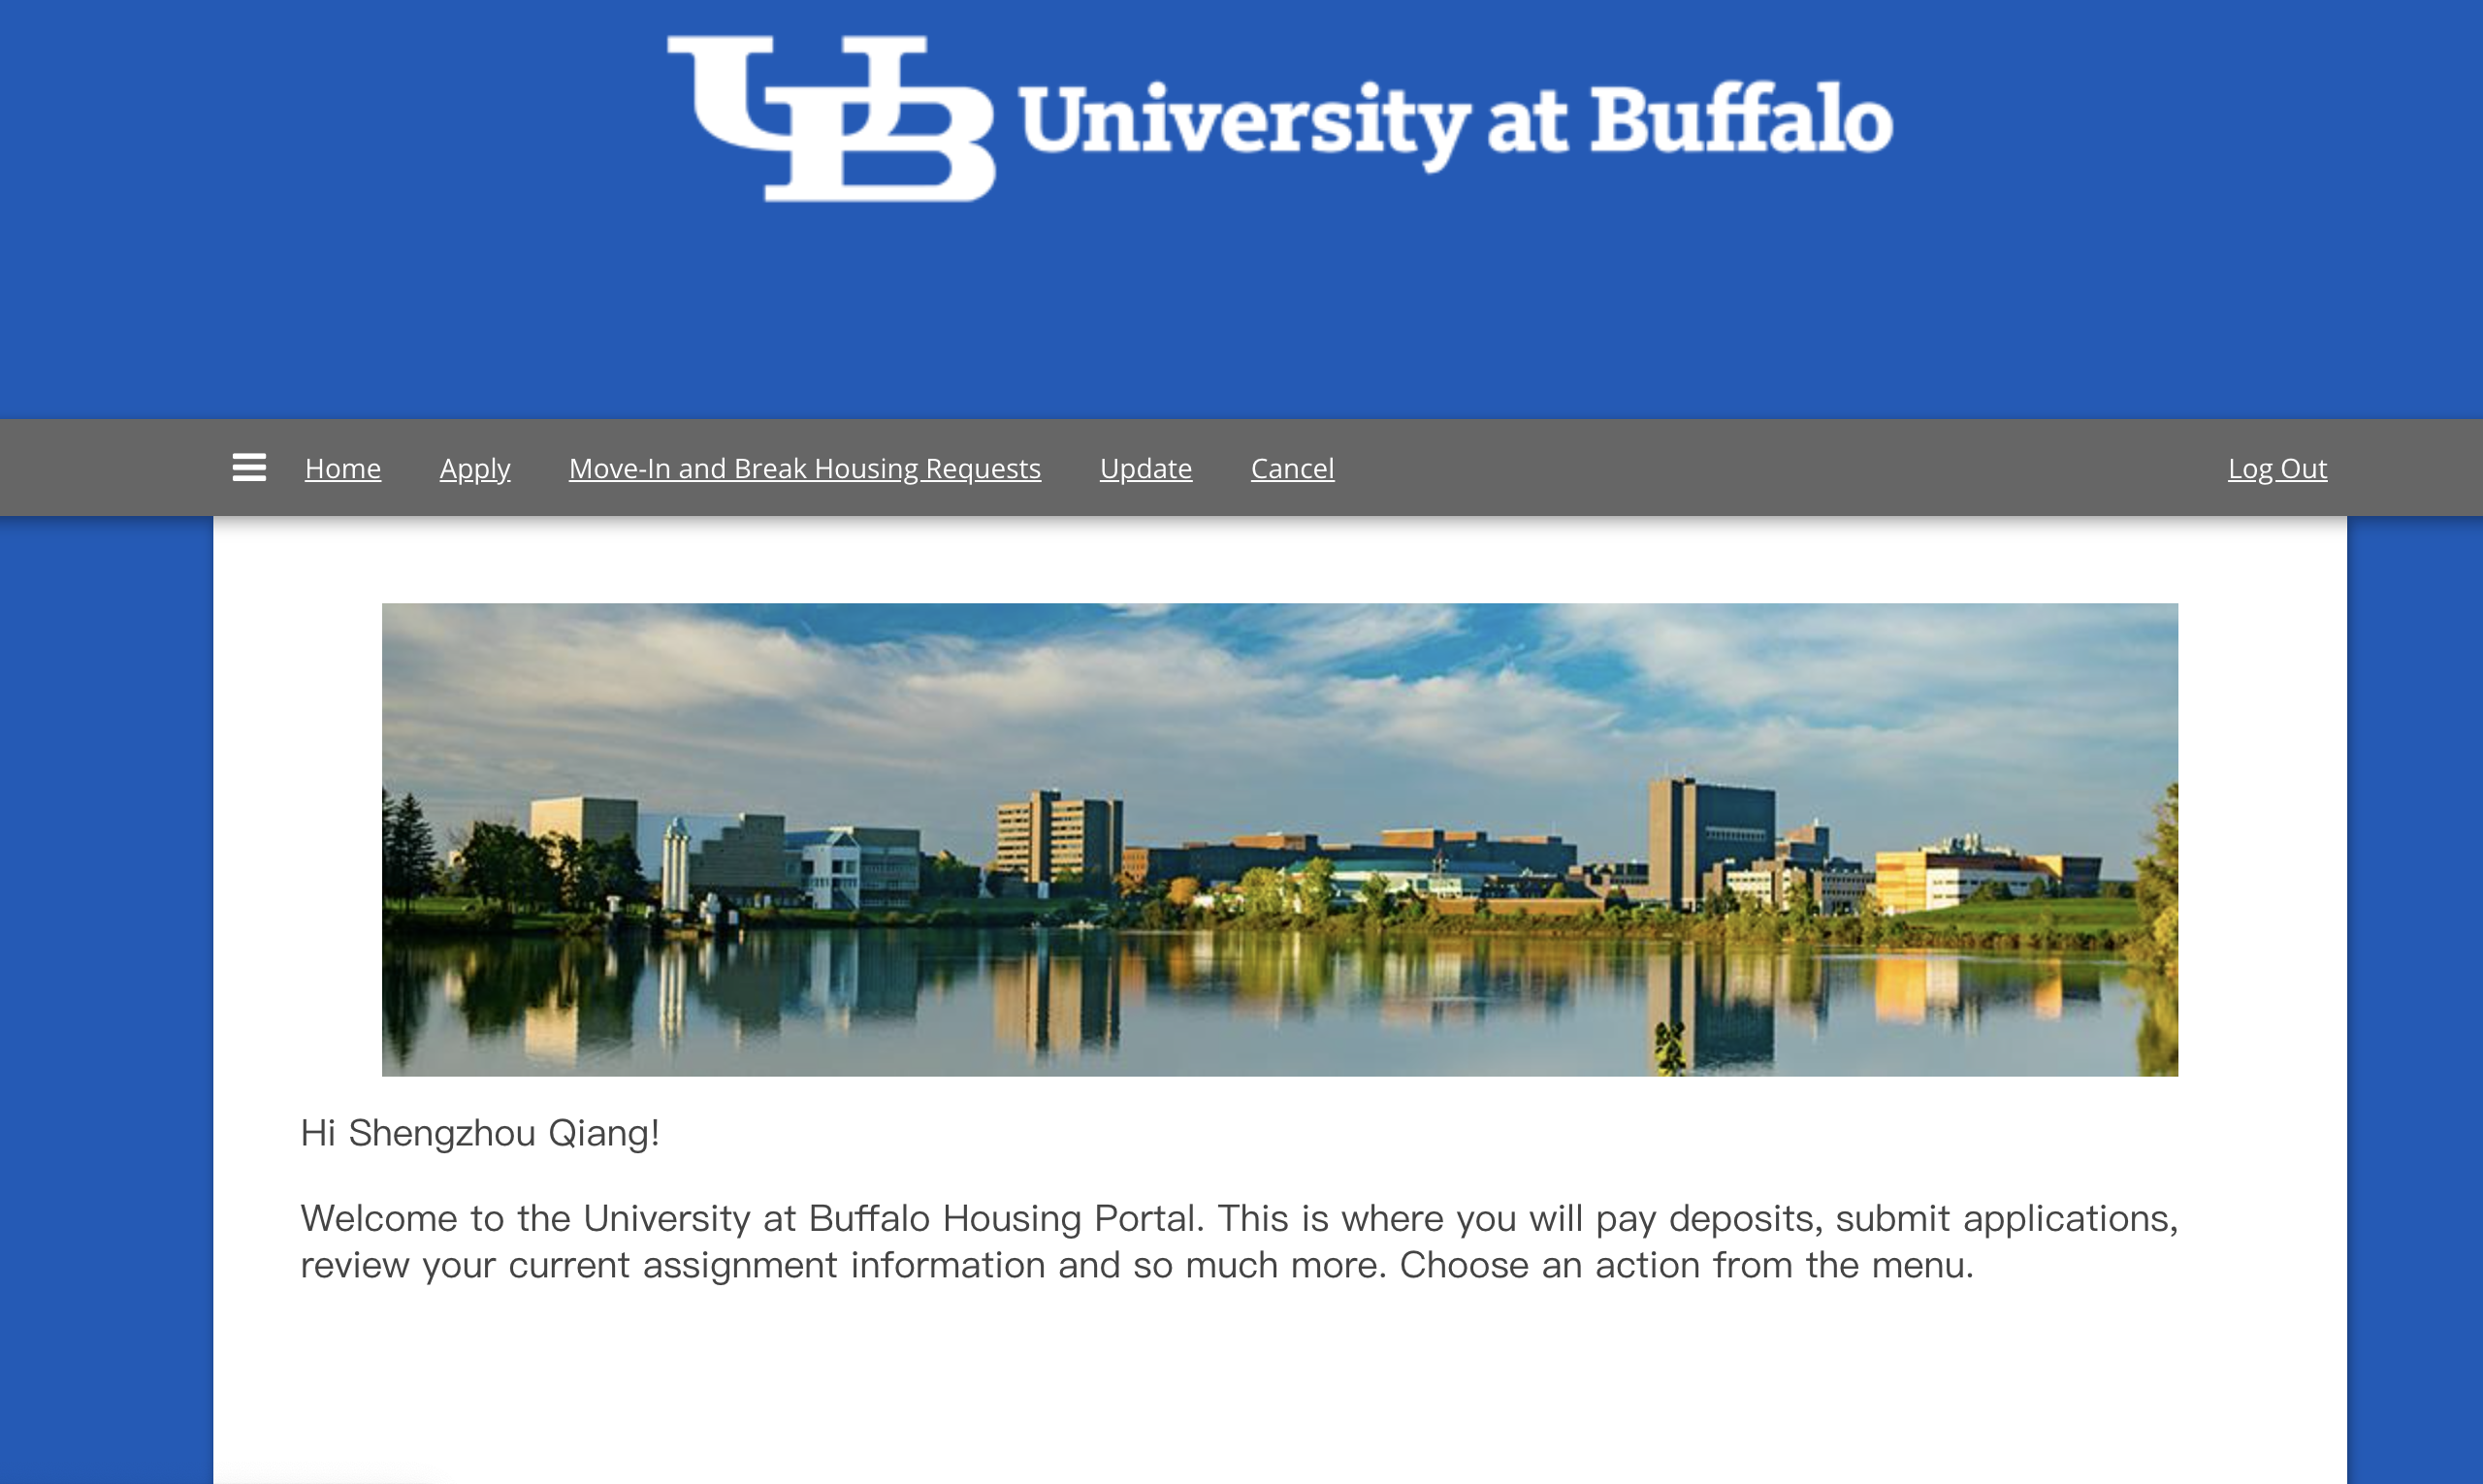 UB University at Buffalo
Home Apply Move-In and Break Housing Requests Update Cancel Log Out
Hi Shengzhou Qiang!
Welcome to the University at Buffalo Housing Portal. This is where you will pay deposits, submit applications,
review your current assignment information and so much more. Choose an action from the menu.